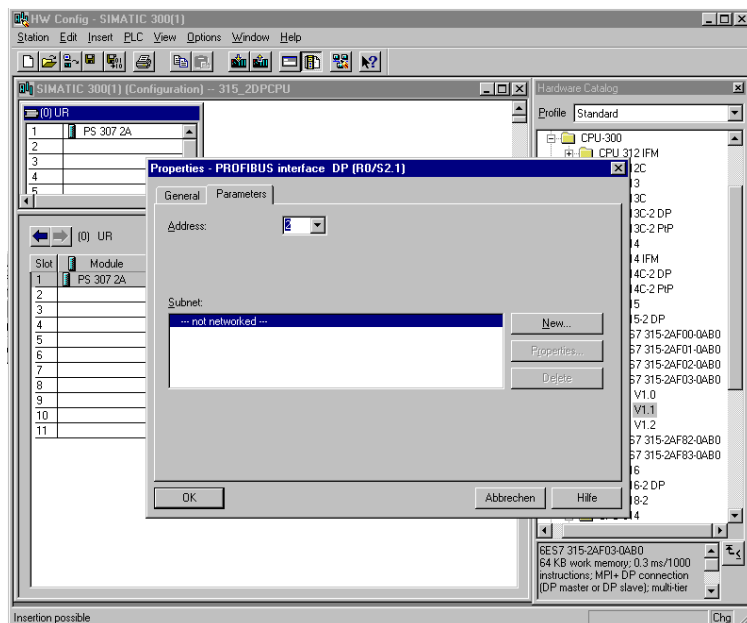 HW Config - SIMATIC 300(1)
Station Edit Insert PLC View Options Window Help
SIMATIC 300(1) (Configuration) -- 315_2DPCPU
(0) UR
1 PS 307 2A
2
3
4
5
(0) UR
Slot Module
1 PS 307 2A
2
3
4
5
6
7
8
9
10
11
Properties - PROFIBUS interface DP (R0/S2.1)
General Parameters
Address: 2
Subnet:
--- not networked ---
New...
Properties...
Delete
OK Abbrechen Hilfe
Hardware Catalog
Profile Standard
CPU-300
CPU 312 IFM
12C
13
13C
13C-2 DP
13C-2 PtP
14
14 IFM
14C-2 DP
14C-2 PtP
15
15-2 DP
S7 315-2AF00-0AB0
S7 315-2AF01-0AB0
S7 315-2AF02-0AB0
S7 315-2AF03-0AB0
V1.0
V1.1
V1.2
S7 315-2AF82-0AB0
S7 315-2AF83-0AB0
16
16-2 DP
18-2
6ES7 315-2AF03-0AB0
64 KB work memory; 0.3 ms/1000
instructions; MPI+ DP connection
(DP master or DP slave); multi-tier
Insertion possible Chg